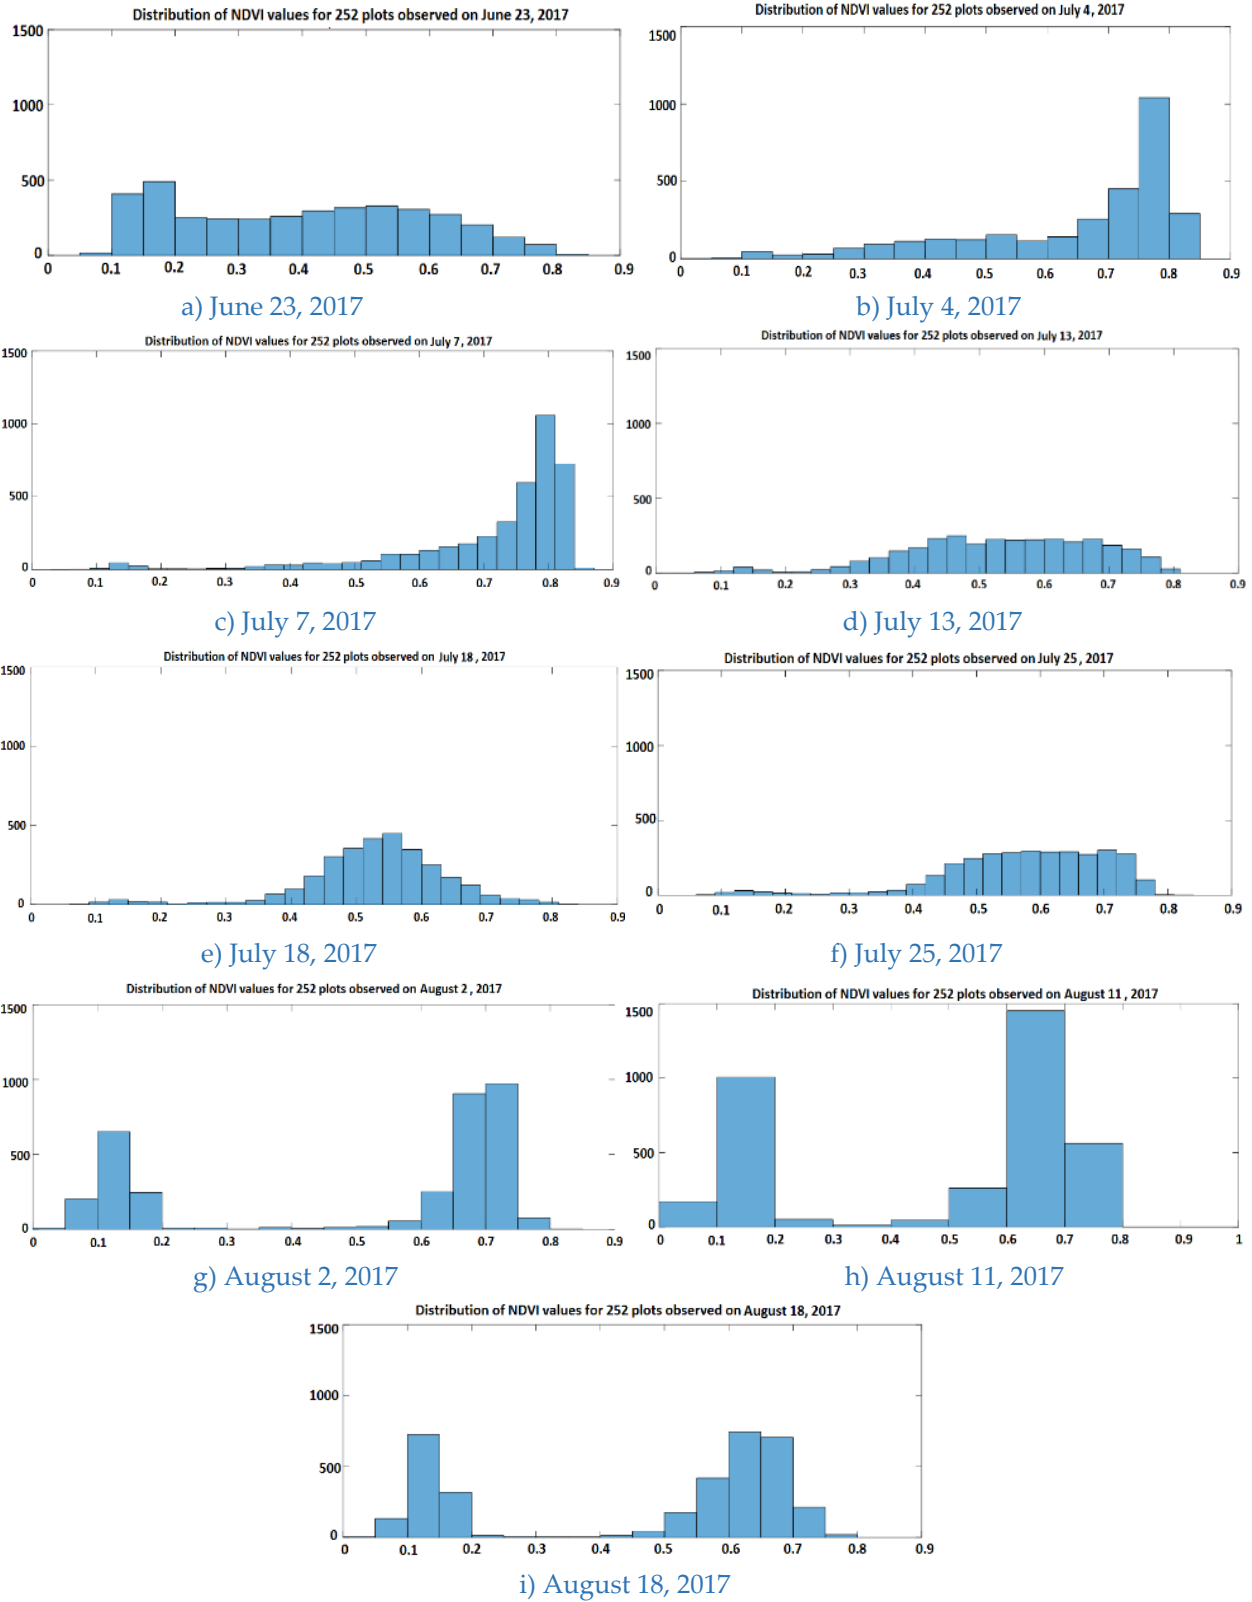 Distribution of NDVI values for 252 plots observed on June 23, 2017
1500
1000
500
0
0 0.1 0.2 0.3 0.4 0.5 0.6 0.7 0.8 0.9
a) June 23, 2017
Distribution of NDVI values for 252 plots observed on July 4, 2017
1500
1000
500
0
0 0.1 0.2 0.3 0.4 0.5 0.6 0.7 0.8 0.9
b) July 4, 2017
Distribution of NDVI values for 252 plots observed on July 7, 2017
1500
1000
500
0
0 0.1 0.2 0.3 0.4 0.5 0.6 0.7 0.8 0.9
c) July 7, 2017
Distribution of NDVI values for 252 plots observed on July 13, 2017
1500
1000
500
0
0 0.1 0.2 0.3 0.4 0.5 0.6 0.7 0.8 0.9
d) July 13, 2017
Distribution of NDVI values for 252 plots observed on July 18 , 2017
1500
1000
500
0
0 0.1 0.2 0.3 0.4 0.5 0.6 0.7 0.8 0.9
e) July 18, 2017
Distribution of NDVI values for 252 plots observed on July 25 , 2017
1500
1000
500
0
0 0.1 0.2 0.3 0.4 0.5 0.6 0.7 0.8 0.9
f) July 25, 2017
Distribution of NDVI values for 252 plots observed on August 2 , 2017
1500
1000
500
0
0 0.1 0.2 0.3 0.4 0.5 0.6 0.7 0.8 0.9
g) August 2, 2017
Distribution of NDVI values for 252 plots observed on August 11 , 2017
1500
1000
500
0
0 0.1 0.2 0.3 0.4 0.5 0.6 0.7 0.8 0.9 1
h) August 11, 2017
Distribution of NDVI values for 252 plots observed on August 18, 2017
1500
1000
500
0
0 0.1 0.2 0.3 0.4 0.5 0.6 0.7 0.8 0.9
i) August 18, 2017